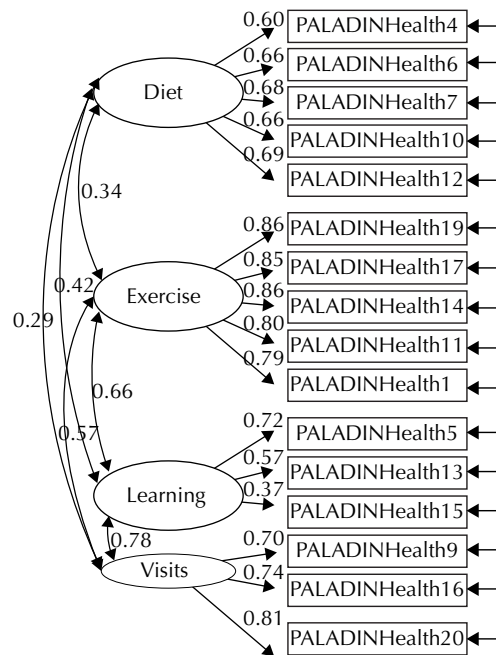 0.60 PALADINHealth4
0.66 PALADINHealth6
Diet 0.68 PALADINHealth7
0.66 PALADINHealth10
0.69 PALADINHealth12
0.34
0.86 PALADINHealth19
0.85 PALADINHealth17
0.42 Exercise 0.86 PALADINHealth14
0.29
0.80 PALADINHealth11
0.79 PALADINHealth1
0.66
0.72 PALADINHealth5
0.57
0.57 PALADINHealth13
Learning 0.37 PALADINHealth15
0.78 0.70 PALADINHealth9
Visits 0.74 PALADINHealth16
0.81 PALADINHealth20